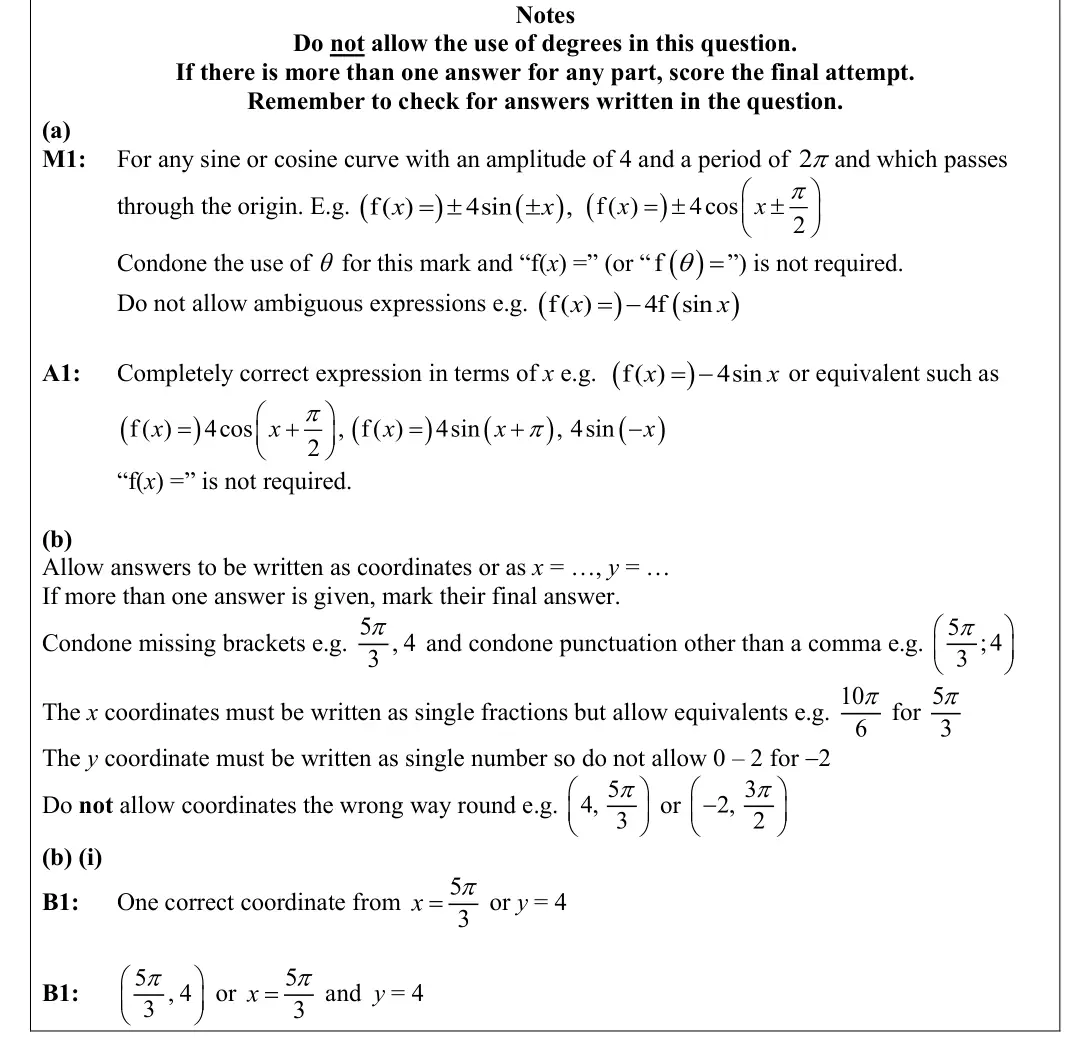 Notes
Do not allow the use of degrees in this question.
If there is more than one answer for any part, score the final attempt.
Remember to check for answers written in the question.
(a)
M1: For any sine or cosine curve with an amplitude of 4 and a period of 2π and which passes
through the origin. E.g. (f(x)=)±4sin(±x), (f(x)=)±4cos(x±π/2)
Condone the use of θ for this mark and “f(x) =” (or “f(θ)=”) is not required.
Do not allow ambiguous expressions e.g. (f(x)=)−4f(sin x)
A1: Completely correct expression in terms of x e.g. (f(x)=)−4sin x or equivalent such as
(f(x)=)4cos(x+π/2), (f(x)=)4sin(x+π), 4sin(−x)
“f(x) =” is not required.
(b)
Allow answers to be written as coordinates or as x = …, y = …
If more than one answer is given, mark their final answer.
Condone missing brackets e.g. 5π/3, 4 and condone punctuation other than a comma e.g. (5π/3;4)
The x coordinates must be written as single fractions but allow equivalents e.g. 10π/6 for 5π/3
The y coordinate must be written as single number so do not allow 0 – 2 for –2
Do not allow coordinates the wrong way round e.g. (4, 5π/3) or (−2, 3π/2)
(b) (i)
B1: One correct coordinate from x = 5π/3 or y = 4
B1: (5π/3, 4) or x = 5π/3 and y = 4